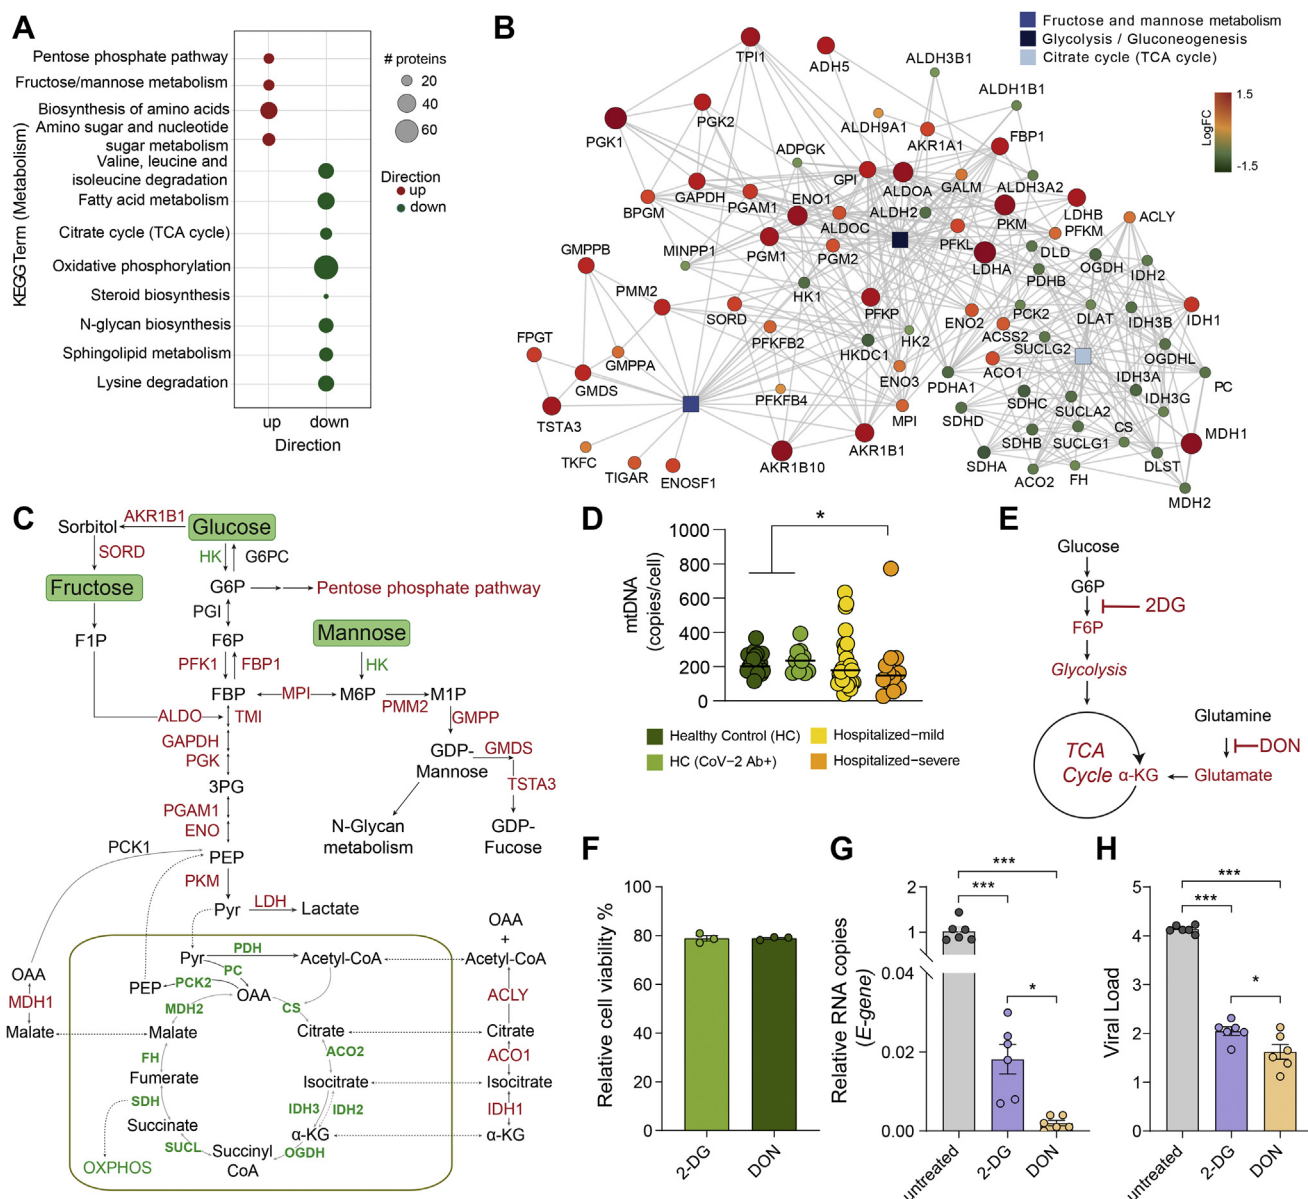 A
Pentose phosphate pathway
Fructose/mannose metabolism
Biosynthesis of amino acids
Amino sugar and nucleotide
sugar metabolism
Valine, leucine and
isoleucine degradation
Fatty acid metabolism
Citrate cycle (TCA cycle)
Oxidative phosphorylation
Steroid biosynthesis
N-glycan biosynthesis
Sphingolipid metabolism
Lysine degradation
KEGGTerm (Metabolism)
up
down
Direction
# proteins
20
40
60
Direction
up
down
B
Fructose and mannose metabolism
Glycolysis / Gluconeogenesis
Citrate cycle (TCA cycle)
LogFC
1.5
-1.5
TPI1
ADH5
ALDH3B1
ALDH1B1
PGK1
PGK2
ALDH9A1
AKR1A1
FBP1
ADPGK
GPI
ALDOA
GALM
ALDH3A2
BPGM
GAPDH
PGAM1
ENO1
ALDOC
ALDH2
PKM
LDHB
PFKM
ACLY
GMPPB
MINPP1
PGM1
PGM2
PFKL
LDHA
DLD
PDHB
OGDH
IDH2
PMM2
HK1
SORD
PFKP
ENO2
PCK2
DLAT
IDH3B
IDH1
PFKFB2
HK2
ACSS2
SUCLG2
OGDHL
FPGT
GMPPA
HKDC1
ENO3
ACO1
PDHA1
IDH3A
PC
GMDS
IDH3G
TSTA3
PFKFB4
MPI
SDHC
SUCLA2
SDHD
CS
SDHB
SUCLG1
MDH1
TKFC
TIGAR
ENOSF1
AKR1B10
AKR1B1
SDHA
ACO2
FH
DLST
MDH2
C
Sorbitol
AKR1B1
Glucose
SORD
HK
G6PC
Fructose
G6P
Pentose phosphate pathway
PGI
Mannose
F1P
F6P
PFK1
FBP1
HK
FBP
MPI
M6P
M1P
PMM2
ALDO
TMI
GMPP
GAPDH
PGK
GDP-
Mannose
GMDS
3PG
TSTA3
PGAM1
ENO
N-Glycan
metabolism
GDP-
Fucose
PCK1
PEP
PKM
Pyr
LDH
Lactate
OAA
+
Acetyl-CoA
Pyr
PDH
Acetyl-CoA
PC
OAA
PEP
PCK2
OAA
ACLY
MDH1
MDH2
CS
Malate
Malate
Citrate
Citrate
FH
ACO2
ACO1
Fumerate
Isocitrate
Isocitrate
SDH
IDH3
IDH2
IDH1
Succinate
α-KG
α-KG
SUCL
Succinyl
CoA
OGDH
OXPHOS
D
mtDNA
(copies/cell)
1000
800
600
400
200
0
*
Healthy Control (HC)
Hospitalized−mild
HC (CoV−2 Ab+)
Hospitalized−severe
E
Glucose
G6P
2DG
F6P
Glycolysis
TCA
Cycle
α-KG
Glutamine
DON
Glutamate
F
Relative cell viability %
100
80
60
40
20
0
2-DG
DON
G
Relative RNA copies
(E-gene)
2
1
0.04
0.02
0.00
***
***
*
untreated
2-DG
DON
H
Viral Load
5
4
3
2
1
0
***
***
*
untreated
2-DG
DON